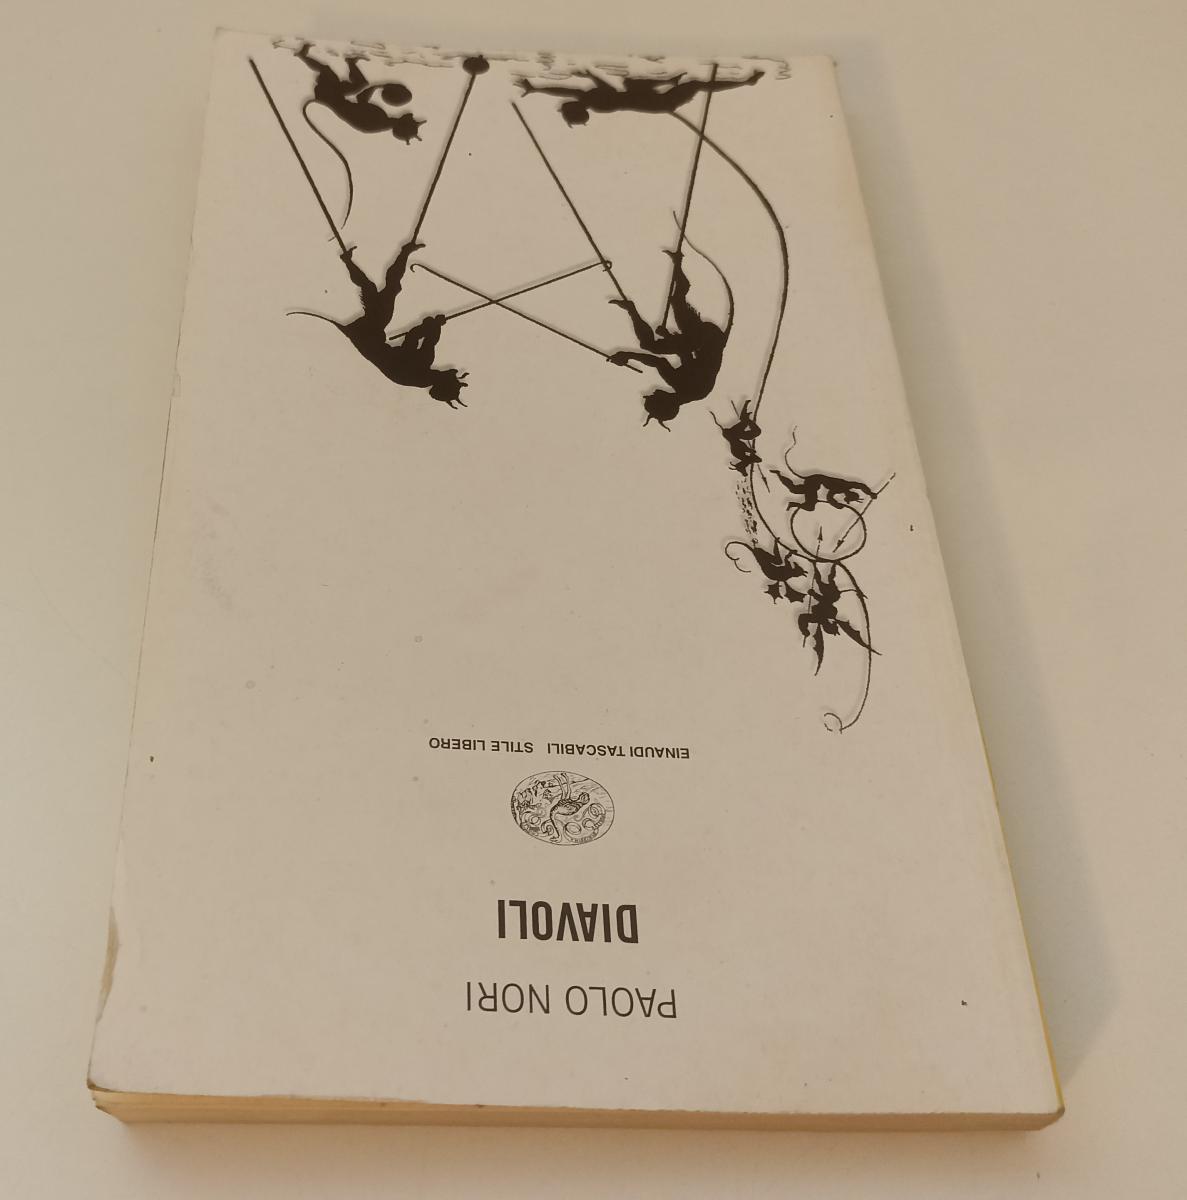 PAOLO NORI
DIAVOLI
EINAUDI TASCABILI STILE LIBERO